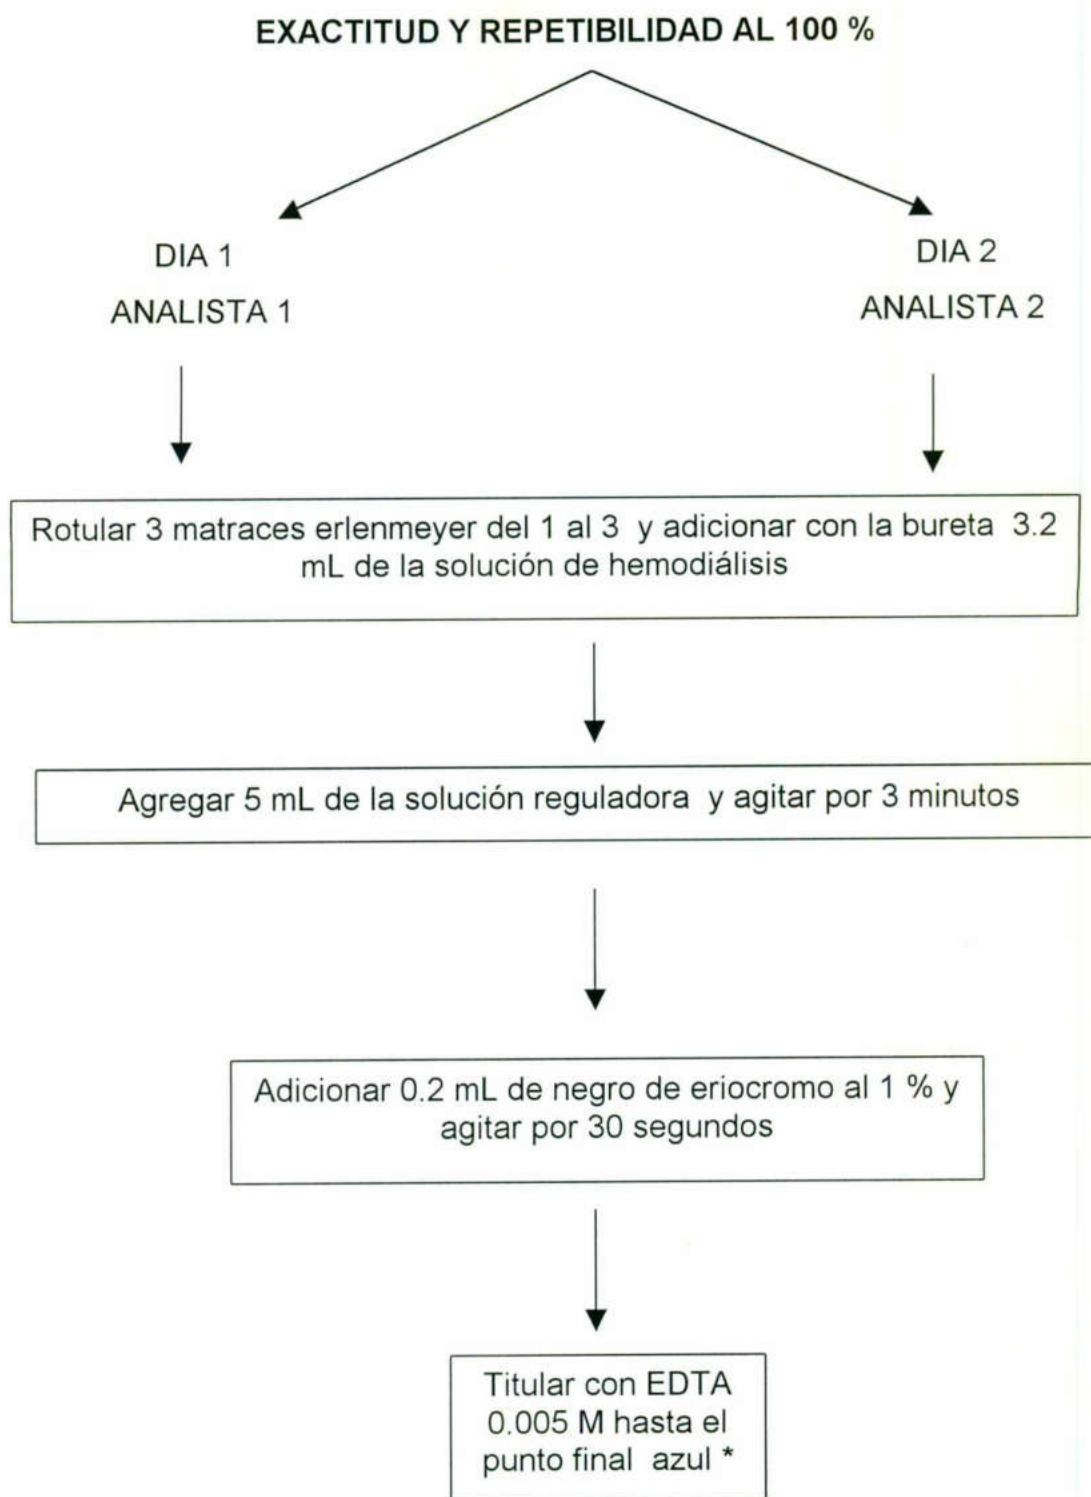 EXACTITUD Y REPETIBILIDAD AL 100 %
DIA 1
ANALISTA 1
DIA 2
ANALISTA 2
Rotular 3 matraces erlenmeyer del 1 al 3 y adicionar con la bureta 3.2
mL de la solución de hemodiálisis
Agregar 5 mL de la solución reguladora y agitar por 3 minutos
Adicionar 0.2 mL de negro de eriocromo al 1 % y
agitar por 30 segundos
Titular con EDTA
0.005 M hasta el
punto final azul *